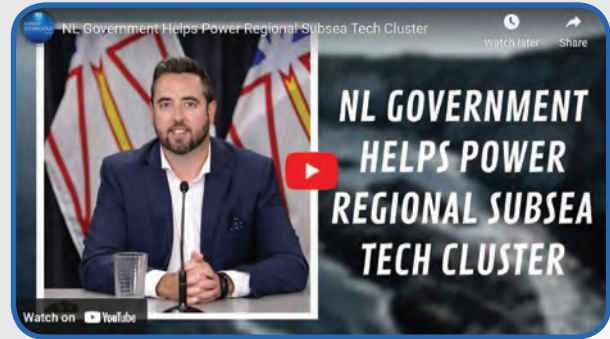 NL Government Helps Power Regional Subsea Tech Cluster
Watch later
Share
NL GOVERNMENT
HELPS POWER
REGIONAL SUBSEA
TECH CLUSTER
Watch on YouTube